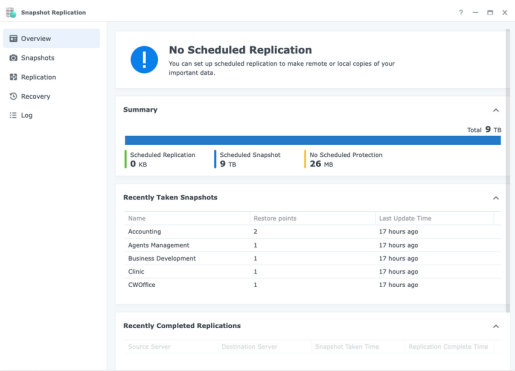 Snapshot Replication
?
Overview
Snapshots
Replication
Recovery
Log
No Scheduled Replication
You can set up scheduled replication to make remote or local copies of your
important data.
Summary
Total 9 TB
Scheduled Replication
0 KB
Scheduled Snapshot
9 TB
No Scheduled Protection
26 MB
Recently Taken Snapshots
Name Restore points Last Update Time
Accounting 2 17 hours ago
Agents Management 1 17 hours ago
Business Development 1 17 hours ago
Clinic 1 17 hours ago
CWOffice 1 17 hours ago
Recently Completed Replications
Source Server Destination Server Snapshot Taken Time Replication Complete Time